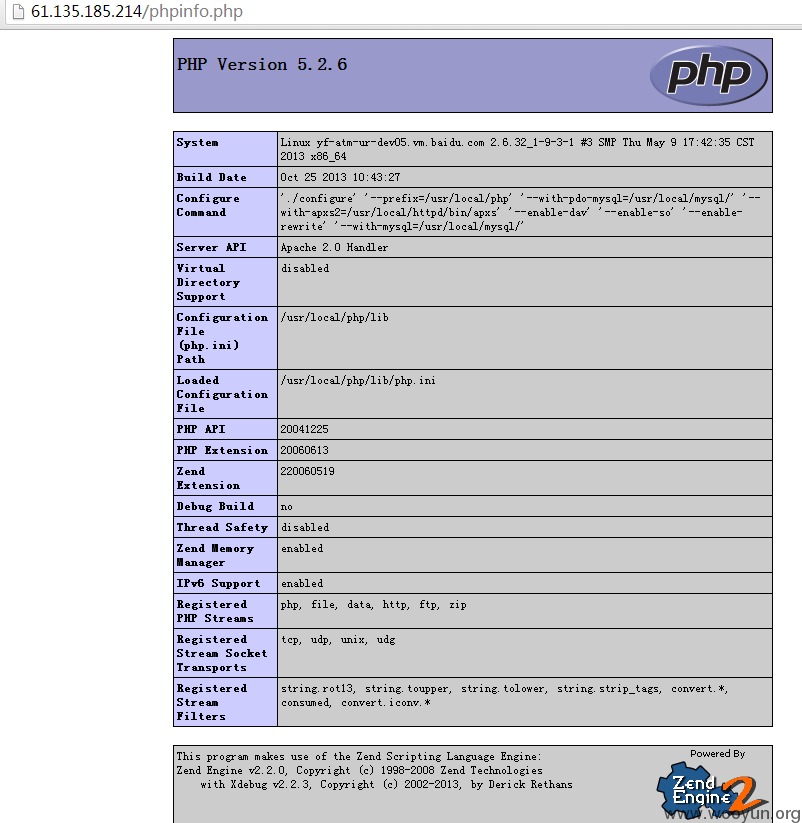 61.135.185.214/phpinfo.php
PHP Version 5.2.6
php
System
Linux yf-atm-ur-dev05.vm.baidu.com 2.6.32_1-9-3-1 #3 SMP Thu May 9 17:42:35 CST
2013 x86_64
Build Date
Oct 25 2013 10:43:27
Configure
Command
'./configure' '--prefix=/usr/local/php' '--with-pdo-mysql=/usr/local/mysql/' '--
with-apxs2=/usr/local/httpd/bin/apxs' '--enable-dav' '--enable-so' '--enable-
rewrite' '--with-mysql=/usr/local/mysql/'
Server API
Apache 2.0 Handler
Virtual
Directory
Support
disabled
Configuration
File
(php.ini)
Path
/usr/local/php/lib
Loaded
Configuration
File
/usr/local/php/lib/php.ini
PHP API
20041225
PHP Extension
20060613
Zend
Extension
220060519
Debug Build
no
Thread Safety
disabled
Zend Memory
Manager
enabled
IPv6 Support
enabled
Registered
PHP Streams
php, file, data, http, ftp, zip
Registered
Stream Socket
Transports
tcp, udp, unix, udg
Registered
Stream
Filters
string.rot13, string.toupper, string.tolower, string.strip_tags, convert.*,
consumed, convert.iconv.*
This program makes use of the Zend Scripting Language Engine:
Zend Engine v2.2.0, Copyright (c) 1998-2008 Zend Technologies
with Xdebug v2.2.3, Copyright (c) 2002-2013, by Derick Rethans
Powered By
Zend
Engine 2
www.wooyun.org